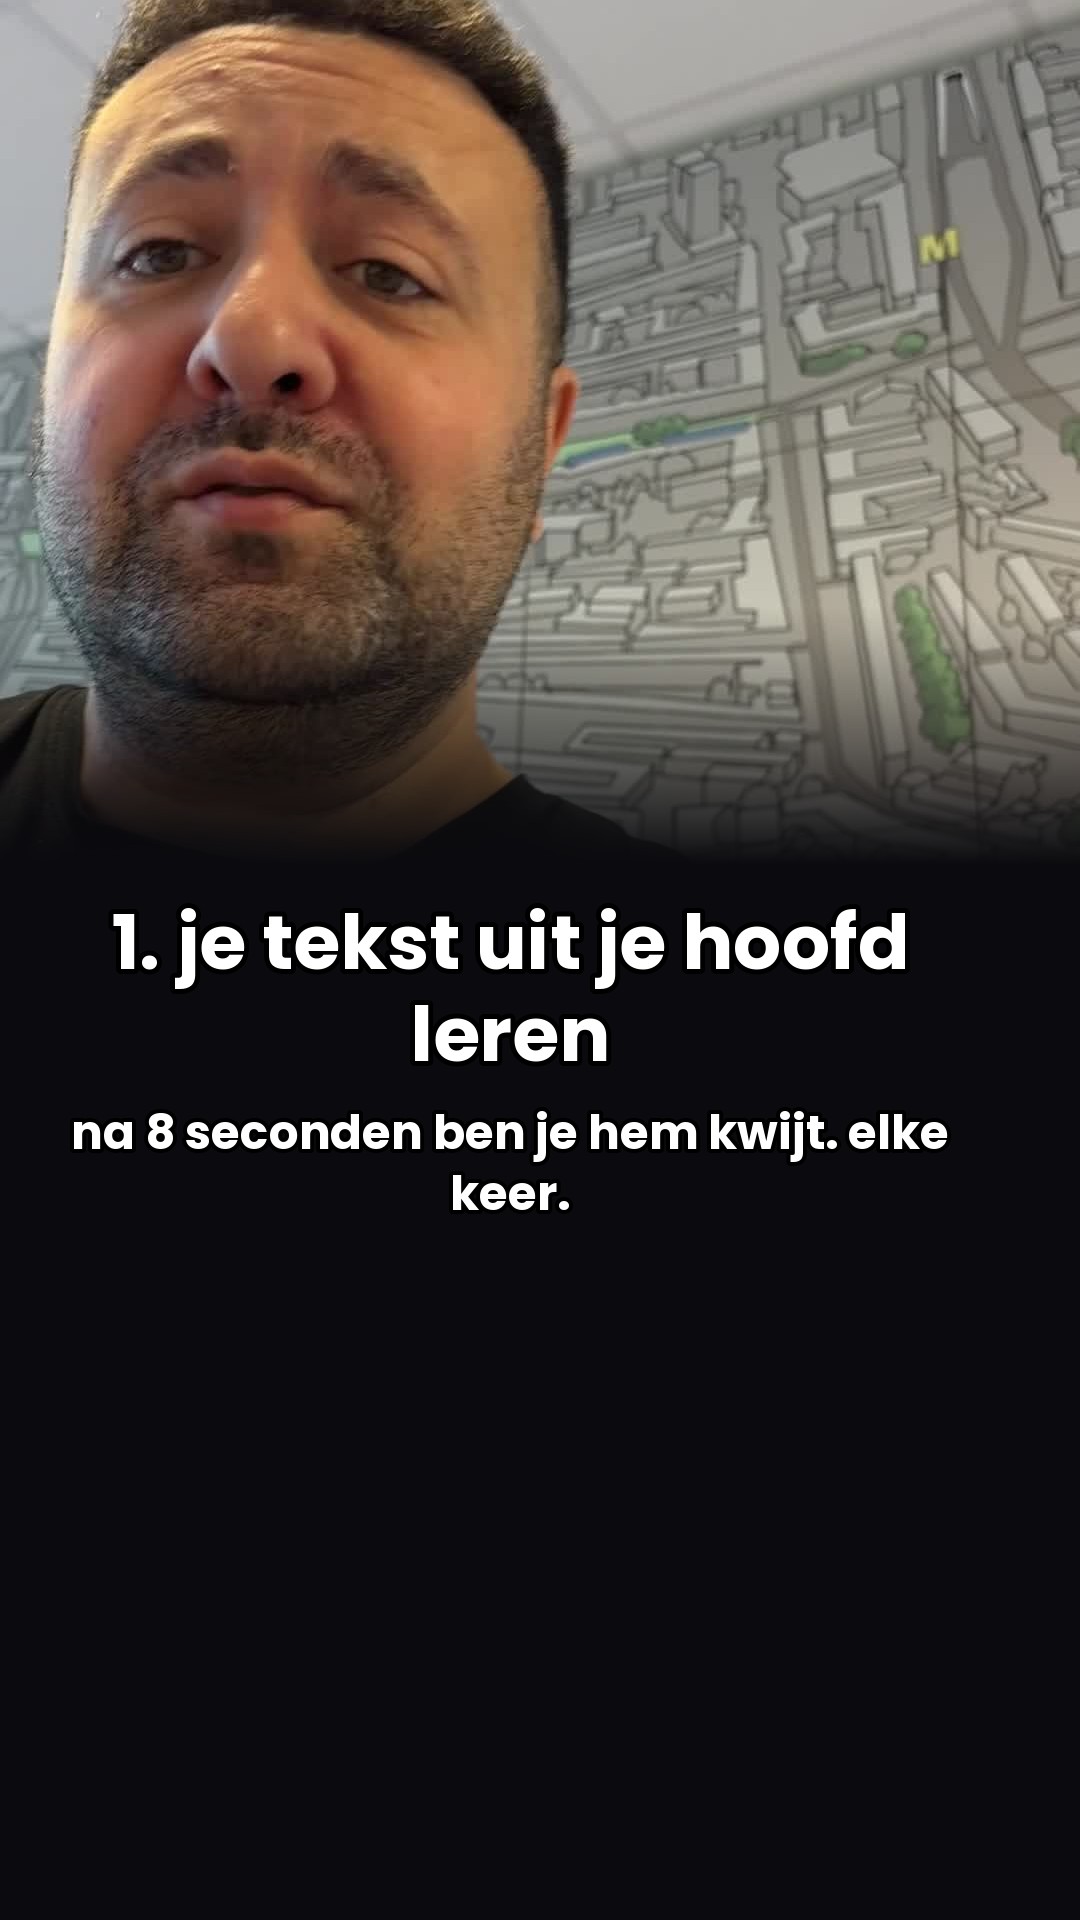 M
1. je tekst uit je hoofd
leren
na 8 seconden ben je hem kwijt. elke
keer.